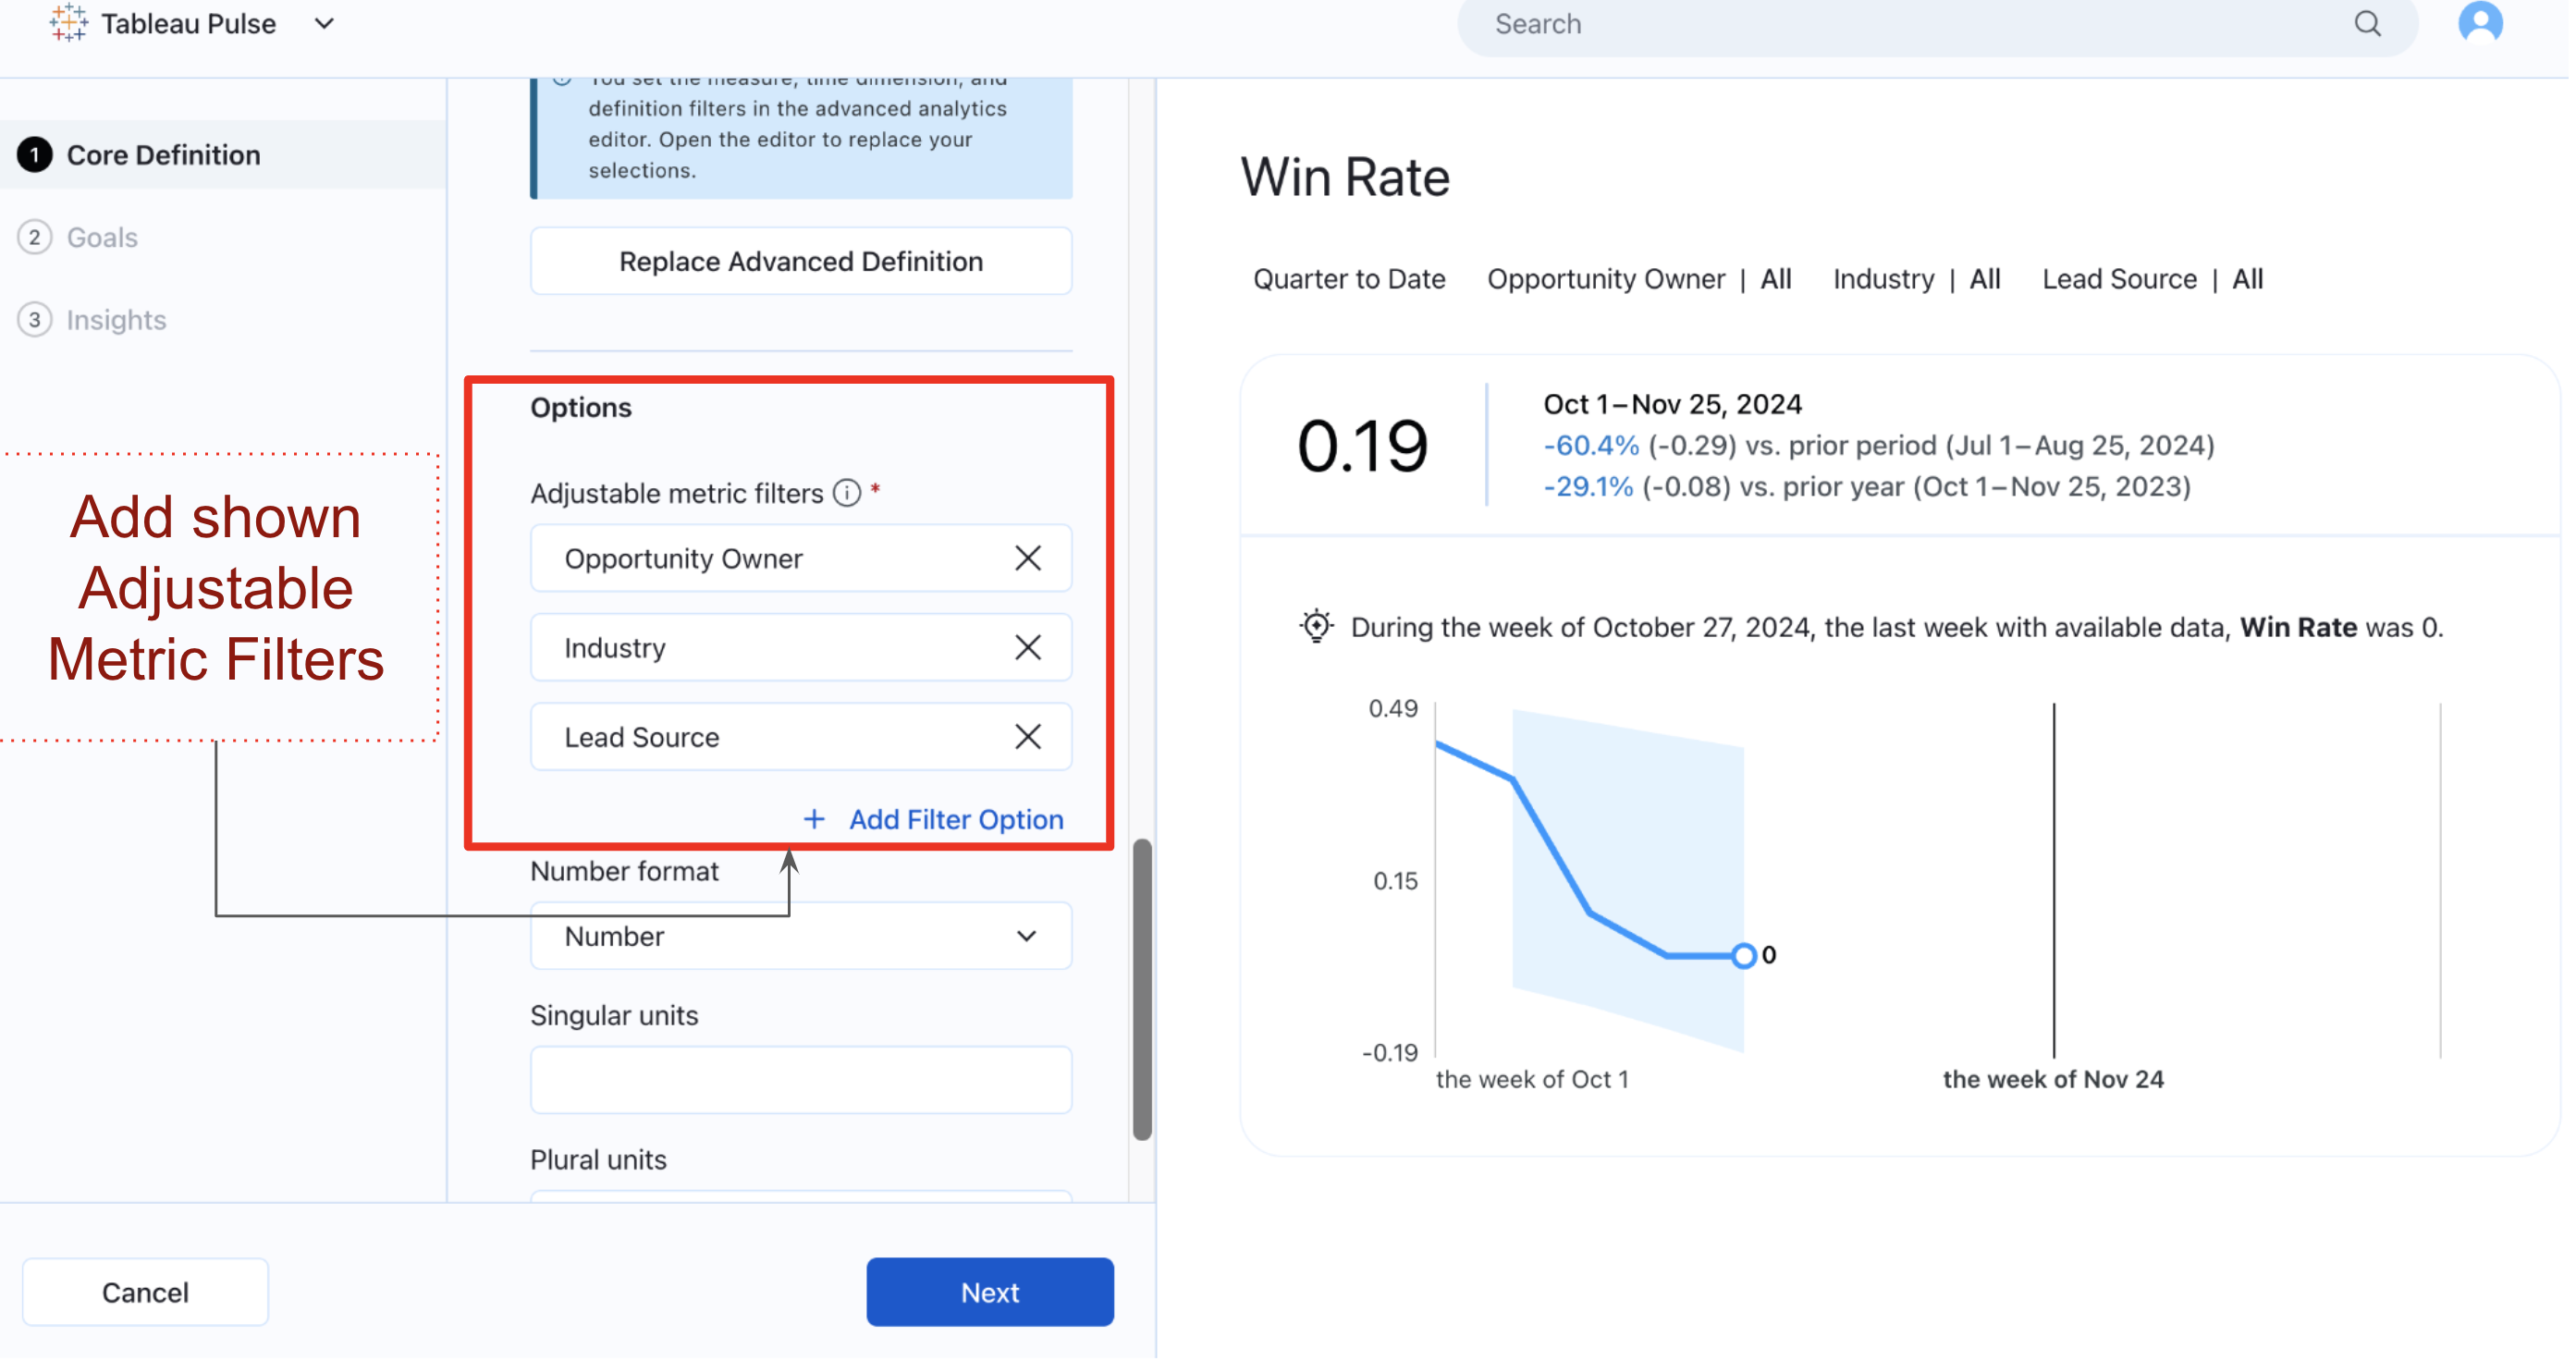 Tableau Pulse
Search
1 Core Definition
2 Goals
3 Insights
Add shown
Adjustable
Metric Filters
You set the measure, time dimension, and
definition filters in the advanced analytics
editor. Open the editor to replace your
selections.
Replace Advanced Definition
Options
Adjustable metric filters *
Opportunity Owner
Industry
Lead Source
+ Add Filter Option
Number format
Number
Singular units
Plural units
Cancel
Next
Win Rate
Quarter to Date Opportunity Owner | All Industry | All Lead Source | All
0.19
Oct 1–Nov 25, 2024
-60.4% (-0.29) vs. prior period (Jul 1–Aug 25, 2024)
-29.1% (-0.08) vs. prior year (Oct 1–Nov 25, 2023)
During the week of October 27, 2024, the last week with available data, Win Rate was 0.
0.49
0.15
-0.19
0
the week of Oct 1
the week of Nov 24